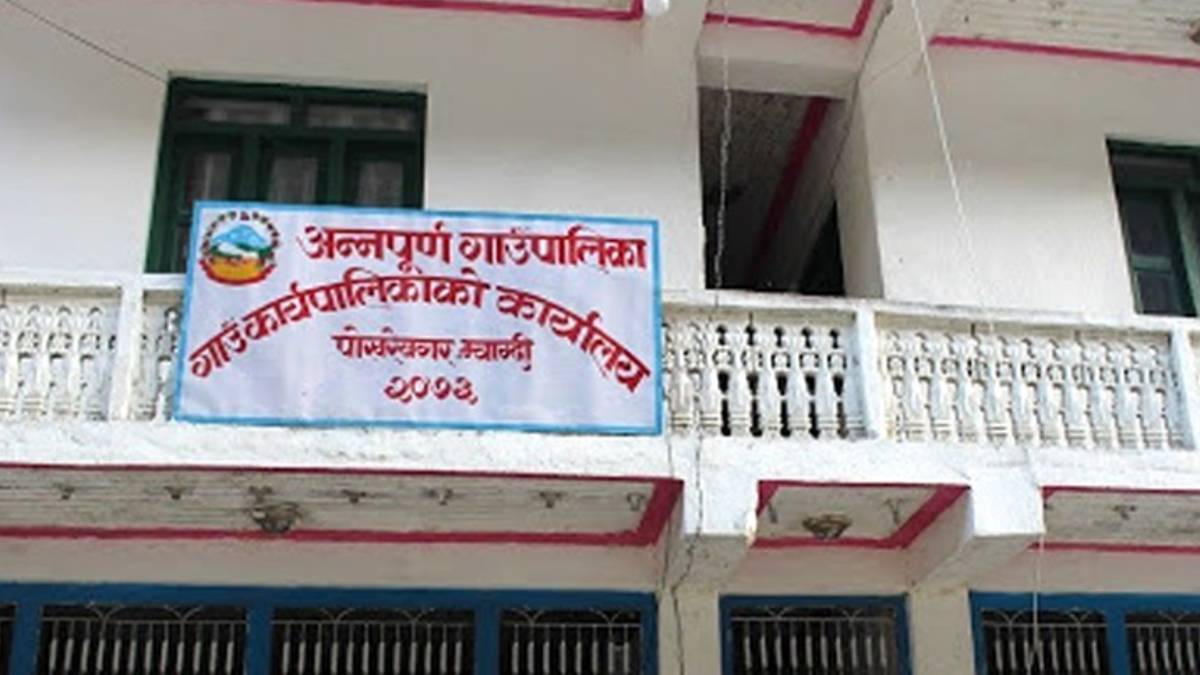 अन्नपूर्ण गाउँपालिका
गाउँकार्यपालिकाको कार्यालय
पोखरेबगर म्याग्दी
२०७३